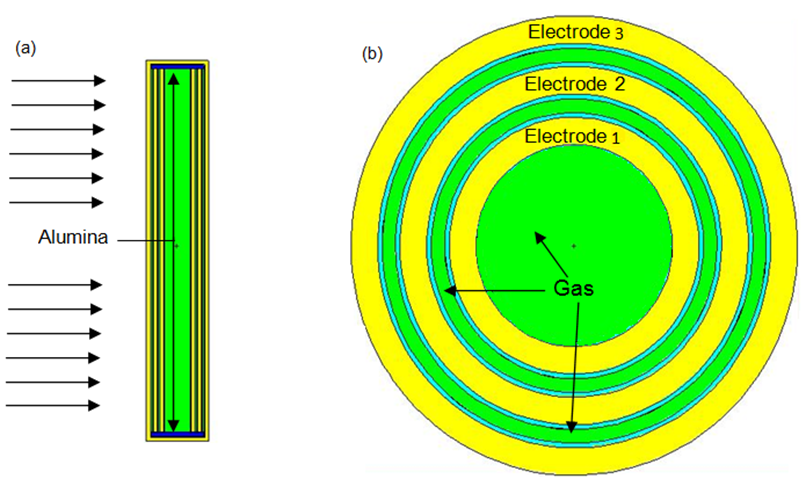 (a)
Alumina
(b)
Electrode 3
Electrode 2
Electrode 1
Gas